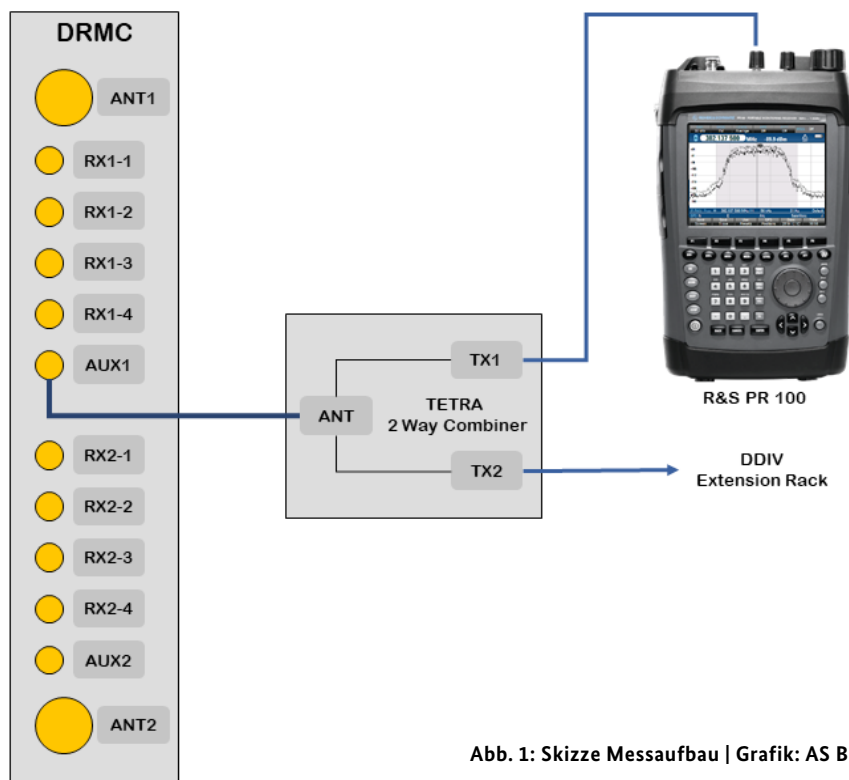 DRMC
ANT1
RX1-1
RX1-2
RX1-3
RX1-4
AUX1
RX2-1
RX2-2
RX2-3
RX2-4
AUX2
ANT2
ANT
TX1
TETRA
2 Way Combiner
TX2
R&S PR 100
DDIV
Extension Rack
Abb. 1: Skizze Messaufbau | Grafik: AS B